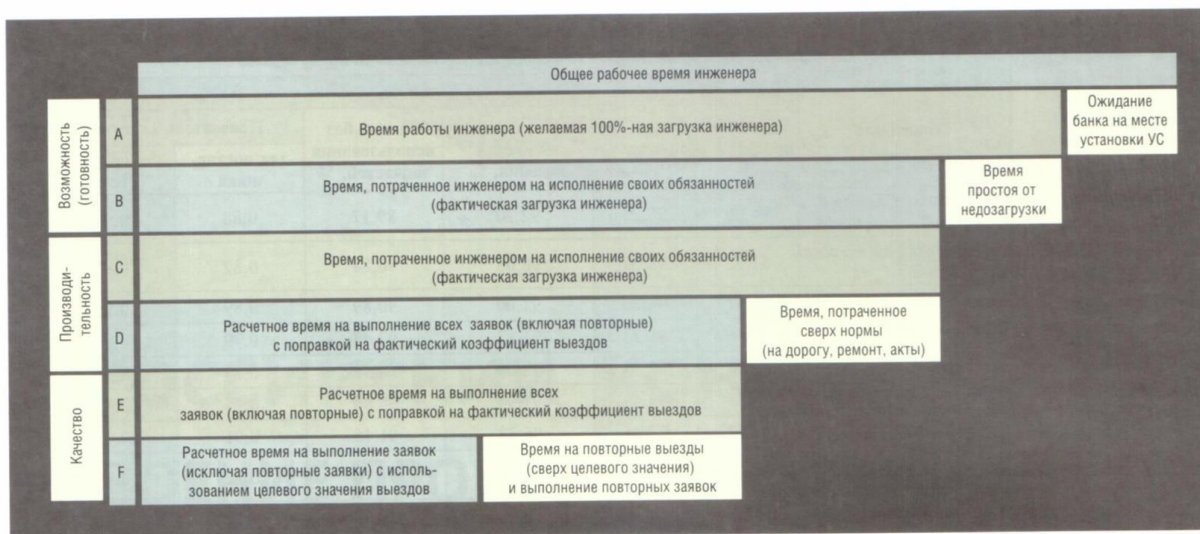 Общее рабочее время инженера
Возможность
(готовность)
A
Время работы инженера (желаемая 100%-ная загрузка инженера)
Ожидание
банка на месте
установки УС
B
Время, потраченное инженером на исполнение своих обязанностей
(фактическая загрузка инженера)
Время
простоя от
недозагрузки
Производи-
тельность
C
Время, потраченное инженером на исполнение своих обязанностей
(фактическая загрузка инженера)
D
Расчетное время на выполнение всех заявок (включая повторные)
с поправкой на фактический коэффициент выездов
Время, потраченное
сверх нормы
(на дорогу, ремонт, акты)
Качество
E
Расчетное время на выполнение всех
заявок (включая повторные) с поправкой на фактический коэффициент выездов
F
Расчетное время на выполнение заявок
(исключая повторные заявки) с исполь-
зованием целевого значения выездов
Время на повторные выезды
(сверх целевого значения)
и выполнение повторных заявок